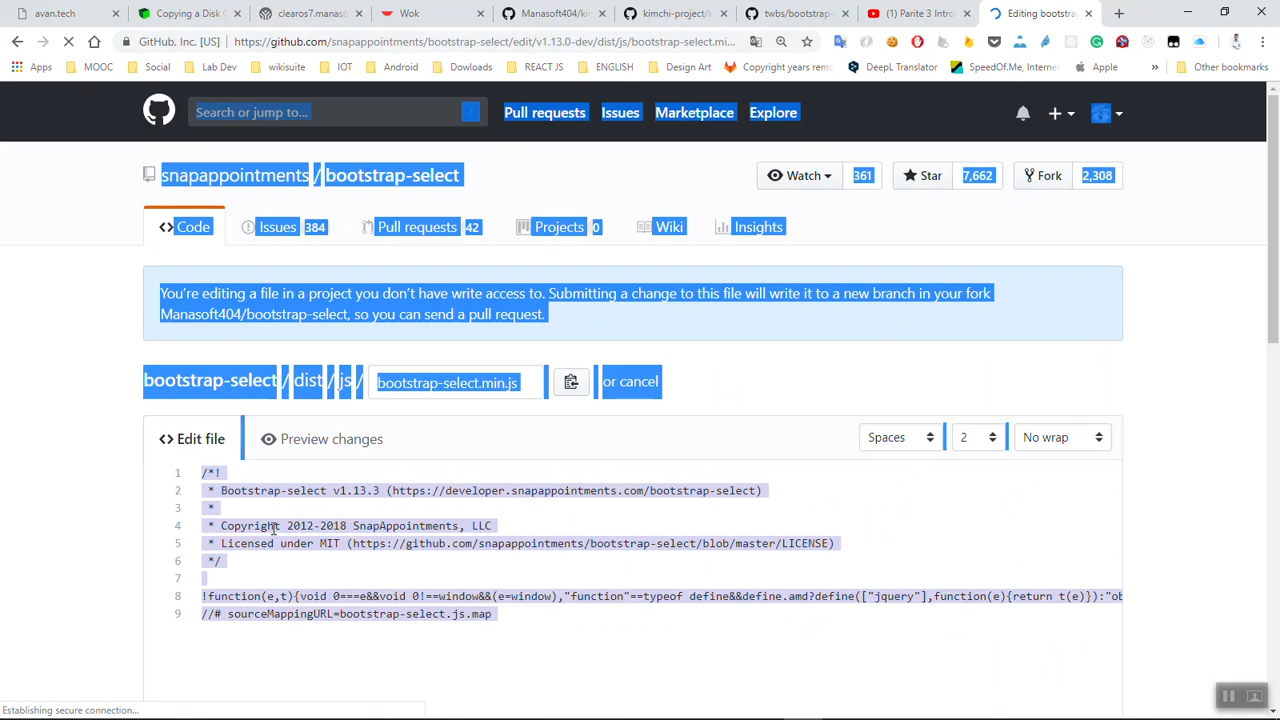 avan.tech
Copying a Disk
clearos7.manaso
Wok
Manasoft404/ki
kimchi-project/k
twbs/bootstrap-
(1) Parite 3 Intro
Editing bootstra
GitHub, Inc. [US]
https://github.com/snapappointments/bootstrap-select/edit/v1.13.0-dev/dist/js/bootstrap-select.mi...
Apps
MOOC
Social
Lab Dev
wikisuite
IOT
Android
Dowloads
REACT JS
ENGLISH
Design Art
Copyright years rem
DeepL Translator
SpeedOf.Me, Interne
Apple
»
Other bookmarks
Search or jump to...
/
Pull requests
Issues
Marketplace
Explore
snapappointments / bootstrap-select
Watch
361
Star
7,662
Fork
2,308
<> Code
Issues 384
Pull requests 42
Projects 0
Wiki
Insights
You’re editing a file in a project you don’t have write access to. Submitting a change to this file will write it to a new branch in your fork
Manasoft404/bootstrap-select, so you can send a pull request.
bootstrap-select / dist / js / bootstrap-select.min.js
or cancel
<> Edit file
Preview changes
Spaces
2
No wrap
1 /*!
2 * Bootstrap-select v1.13.3 (https://developer.snapappointments.com/bootstrap-select)
3 *
4 * Copyright 2012-2018 SnapAppointments, LLC
5 * Licensed under MIT (https://github.com/snapappointments/bootstrap-select/blob/master/LICENSE)
6 */
7
8 !function(e,t){void 0===e&&void 0!==window&&(e=window),"function"==typeof define&&define.amd?define(["jquery"],function(e){return t(e)}):"ob
9 //# sourceMappingURL=bootstrap-select.js.map
Establishing secure connection...